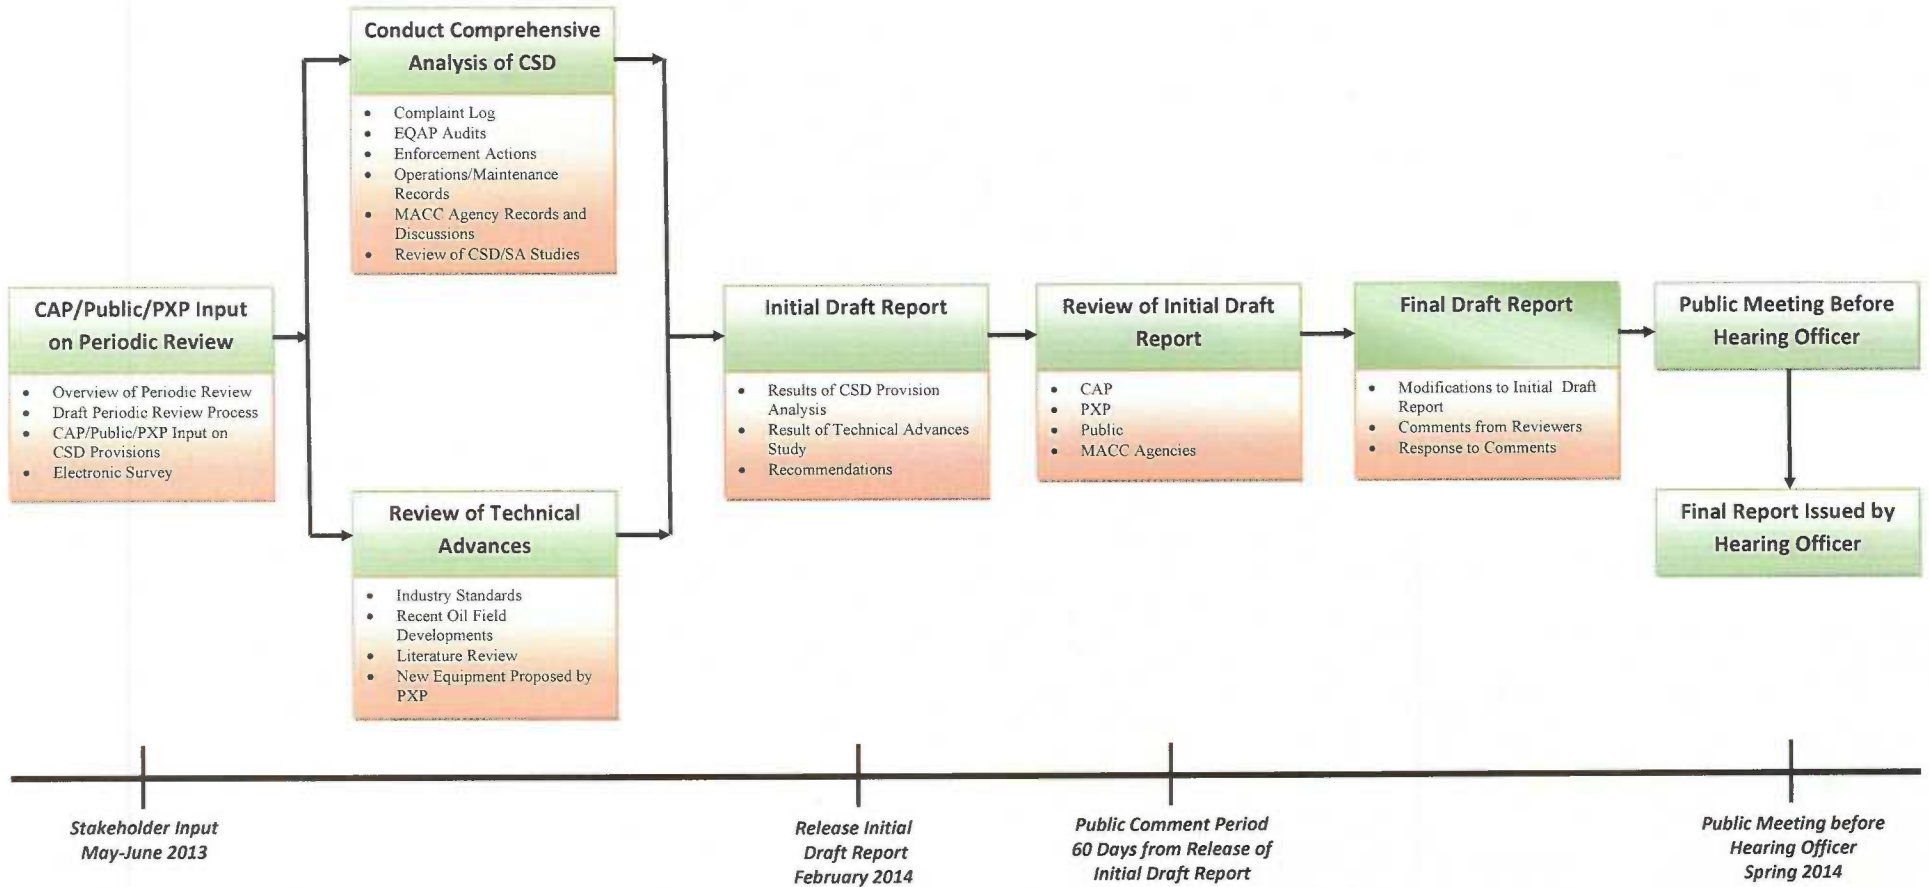 Conduct Comprehensive
Analysis of CSD
• Complaint Log
• EQAP Audits
• Enforcement Actions
• Operations/Maintenance
Records
• MACC Agency Records and
Discussions
• Review of CSD/SA Studies
CAP/Public/PXP Input
on Periodic Review
• Overview of Periodic Review
• Draft Periodic Review Process
• CAP/Public/PXP Input on
CSD Provisions
• Electronic Survey
Review of Technical
Advances
• Industry Standards
• Recent Oil Field
Developments
• Literature Review
• New Equipment Proposed by
PXP
Initial Draft Report
• Results of CSD Provision
Analysis
• Result of Technical Advances
Study
• Recommendations
Review of Initial Draft
Report
• CAP
• PXP
• Public
• MACC Agencies
Final Draft Report
• Modifications to Initial Draft
Report
• Comments from Reviewers
• Response to Comments
Public Meeting Before
Hearing Officer
Final Report Issued by
Hearing Officer
Stakeholder Input
May-June 2013
Release Initial
Draft Report
February 2014
Public Comment Period
60 Days from Release of
Initial Draft Report
Public Meeting before
Hearing Officer
Spring 2014